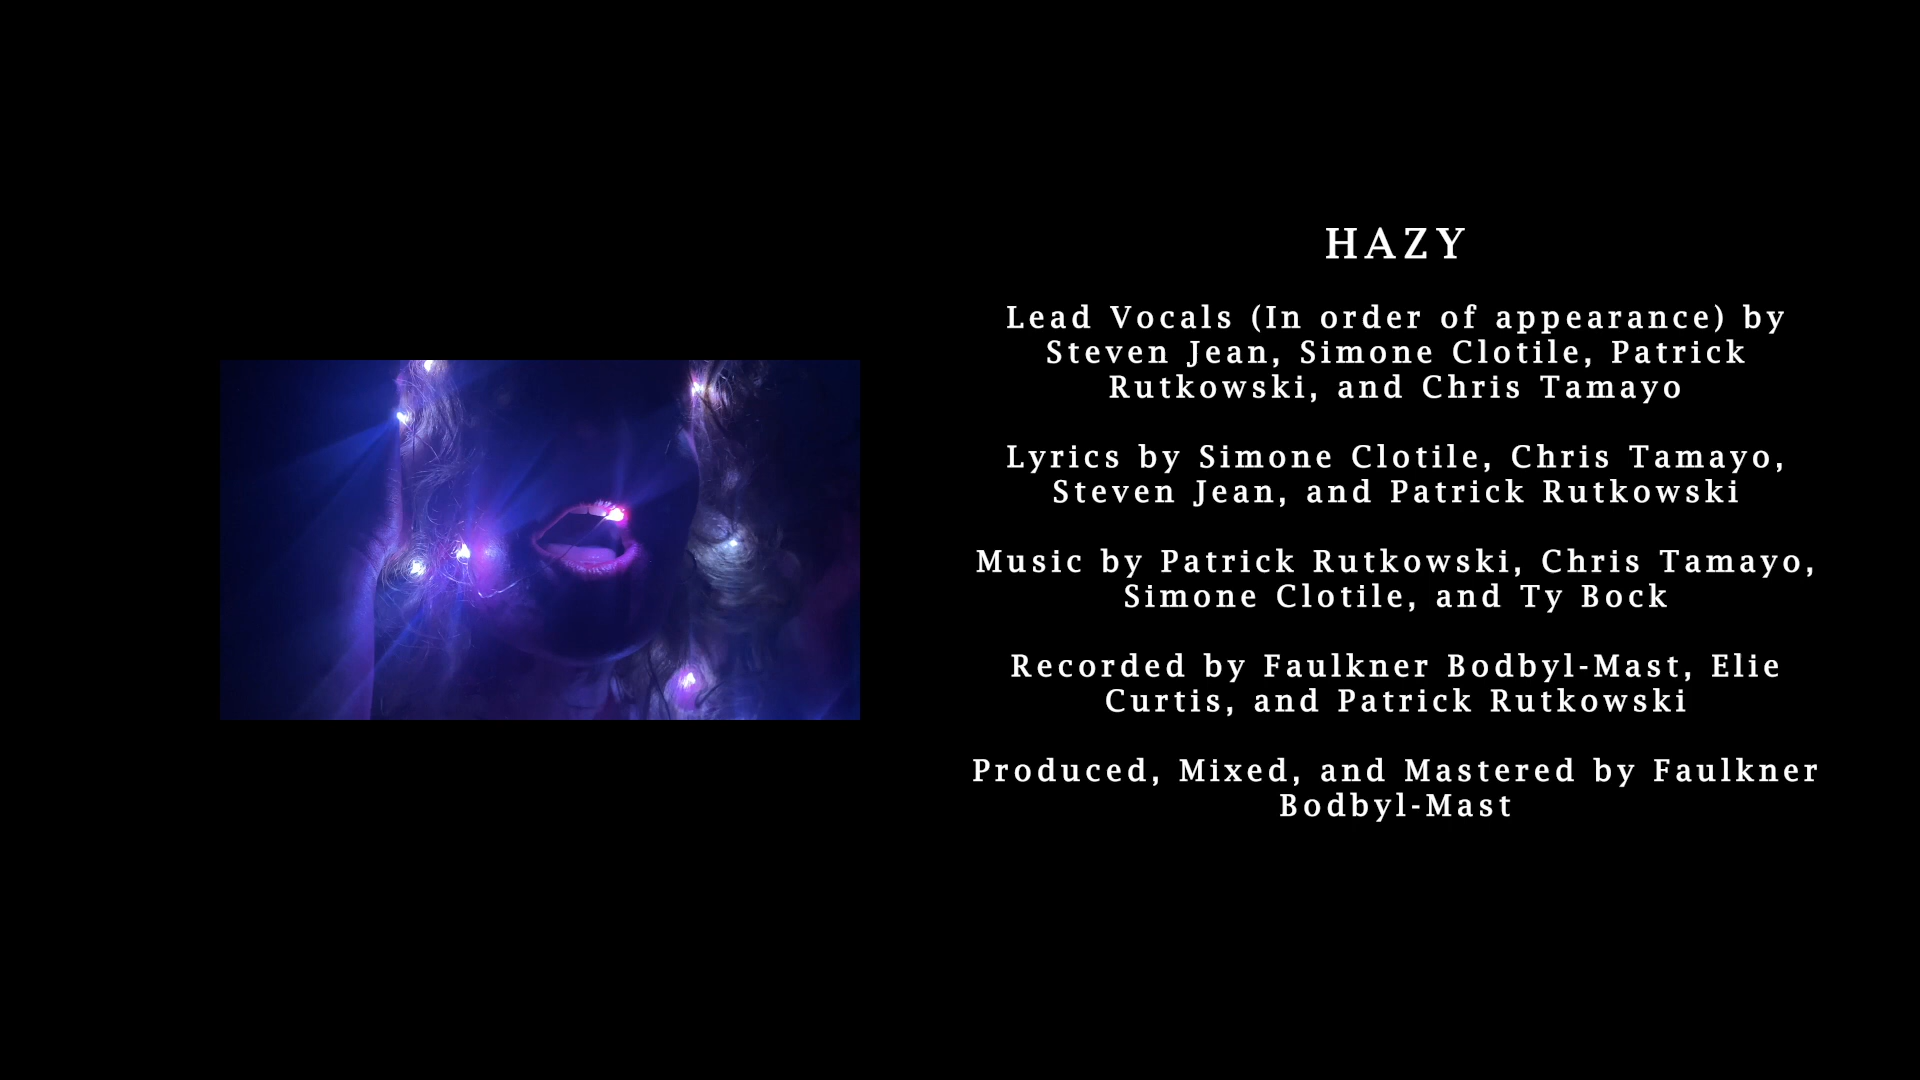 HAZY
Lead Vocals (In order of appearance) by
Steven Jean, Simone Clotile, Patrick
Rutkowski, and Chris Tamayo
Lyrics by Simone Clotile, Chris Tamayo,
Steven Jean, and Patrick Rutkowski
Music by Patrick Rutkowski, Chris Tamayo,
Simone Clotile, and Ty Bock
Recorded by Faulkner Bodbyl-Mast, Elie
Curtis, and Patrick Rutkowski
Produced, Mixed, and Mastered by Faulkner
Bodbyl-Mast